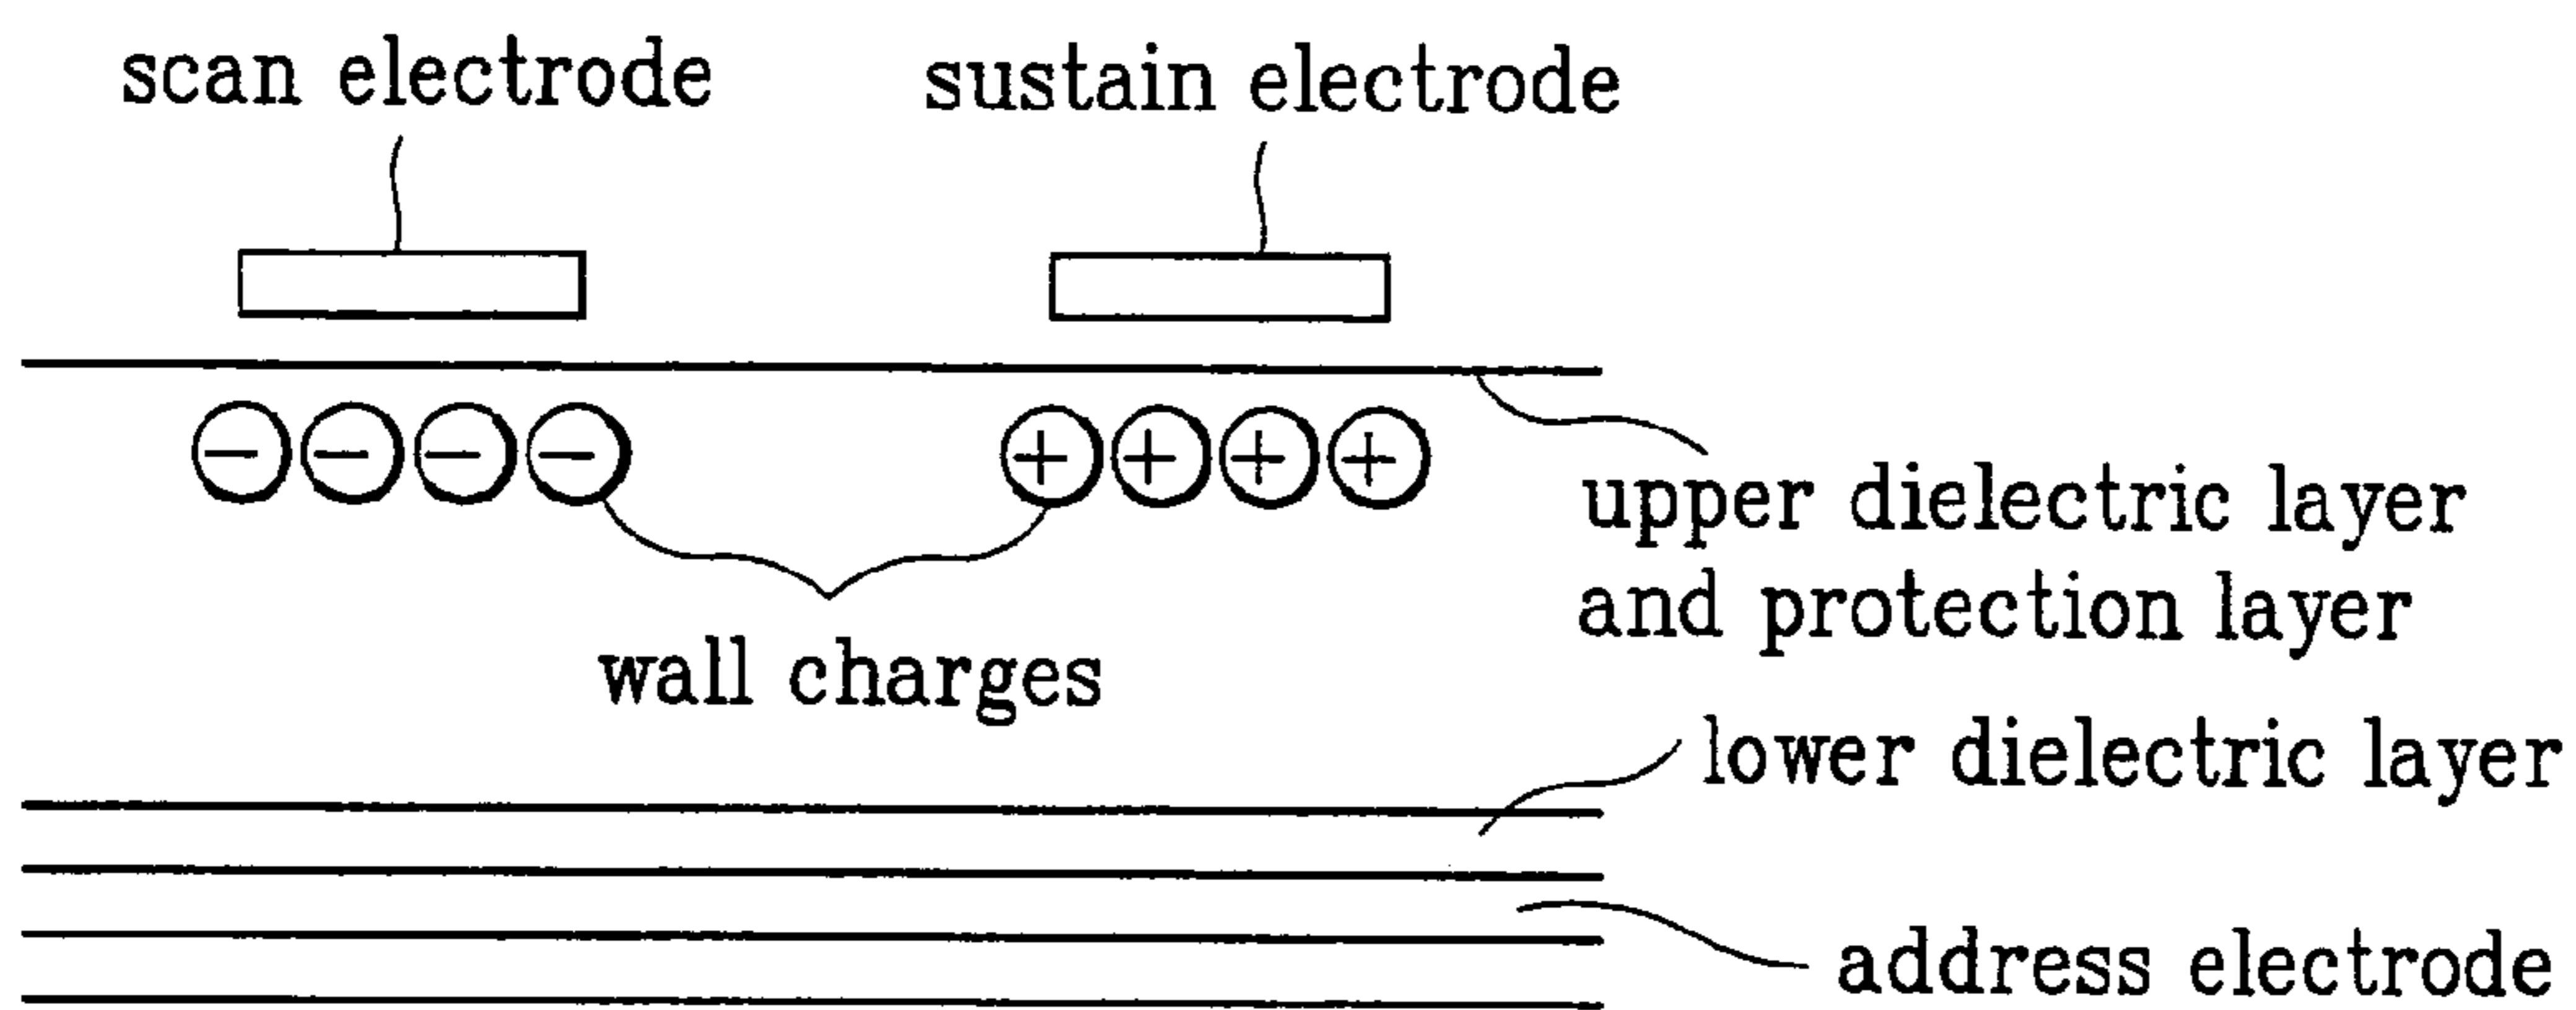 scan electrode
sustain electrode
− − − −
+ + + +
upper dielectric layer
and protection layer
wall charges
lower dielectric layer
address electrode